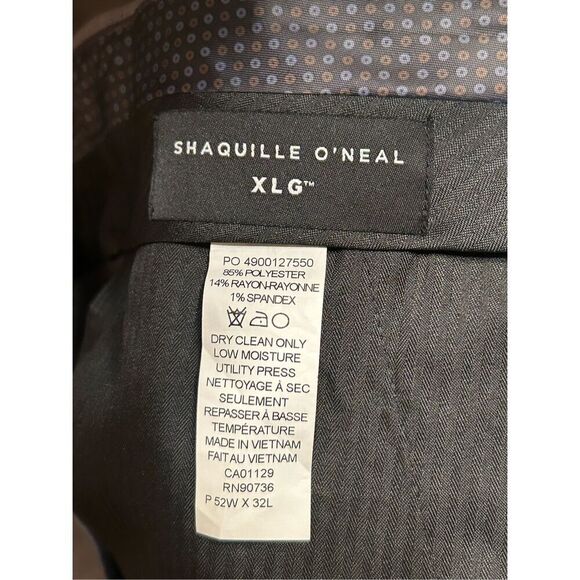 SHAQUILLE O'NEAL
XLG™
PO 4900127550
85% POLYESTER
14% RAYON-RAYONNE
1% SPANDEX
DRY CLEAN ONLY
LOW MOISTURE
UTILITY PRESS
NETTOYAGE À SEC
SEULEMENT
REPASSER À BASSE
TEMPÉRATURE
MADE IN VIETNAM
FAIT AU VIETNAM
CA01129
RN90736
P 52W X 32L